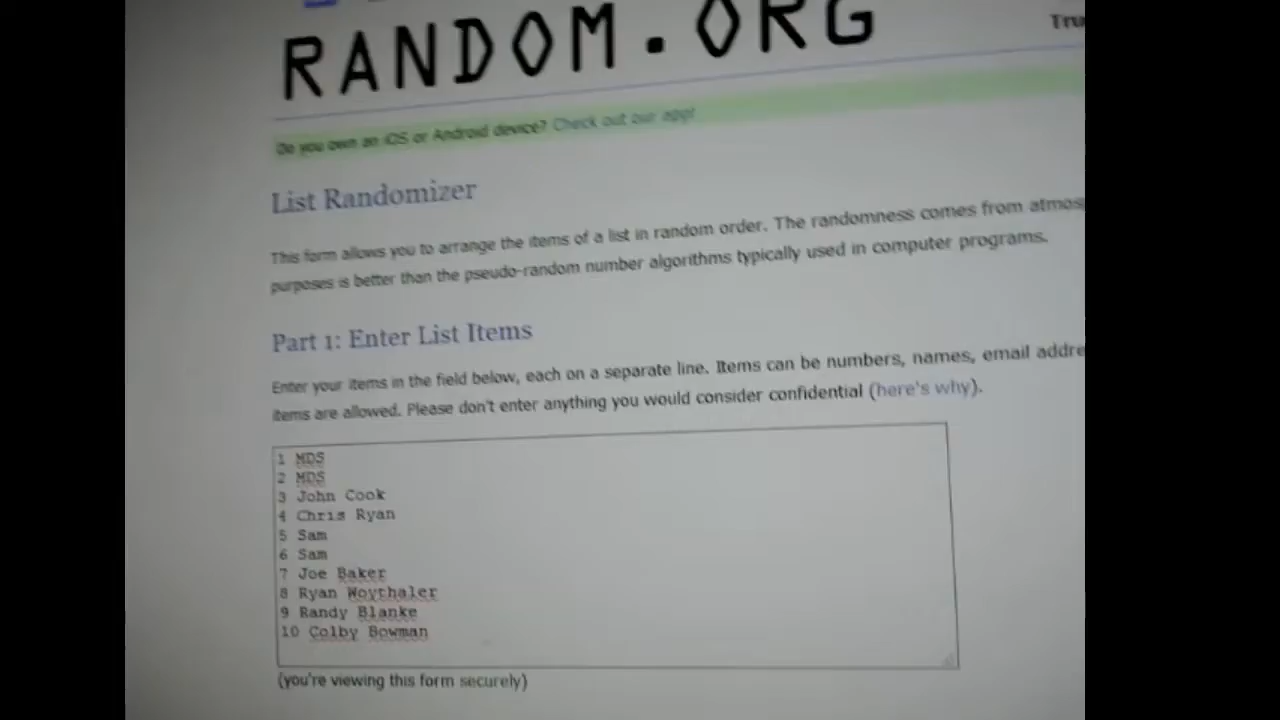 RANDOM.ORG
Tru
Do you own an iOS or Android device? Check out our app!
List Randomizer
This form allows you to arrange the items of a list in random order. The randomness comes from atmos
purposes is better than the pseudo-random number algorithms typically used in computer programs.
Part 1: Enter List Items
Enter your items in the field below, each on a separate line. Items can be numbers, names, email addre
items are allowed. Please don't enter anything you would consider confidential (here's why).
1 MDS
2 MDS
3 John Cook
4 Chris Ryan
5 Sam
6 Sam
7 Joe Baker
8 Ryan Woythaler
9 Randy Blanke
10 Colby Bowman
(you're viewing this form securely)